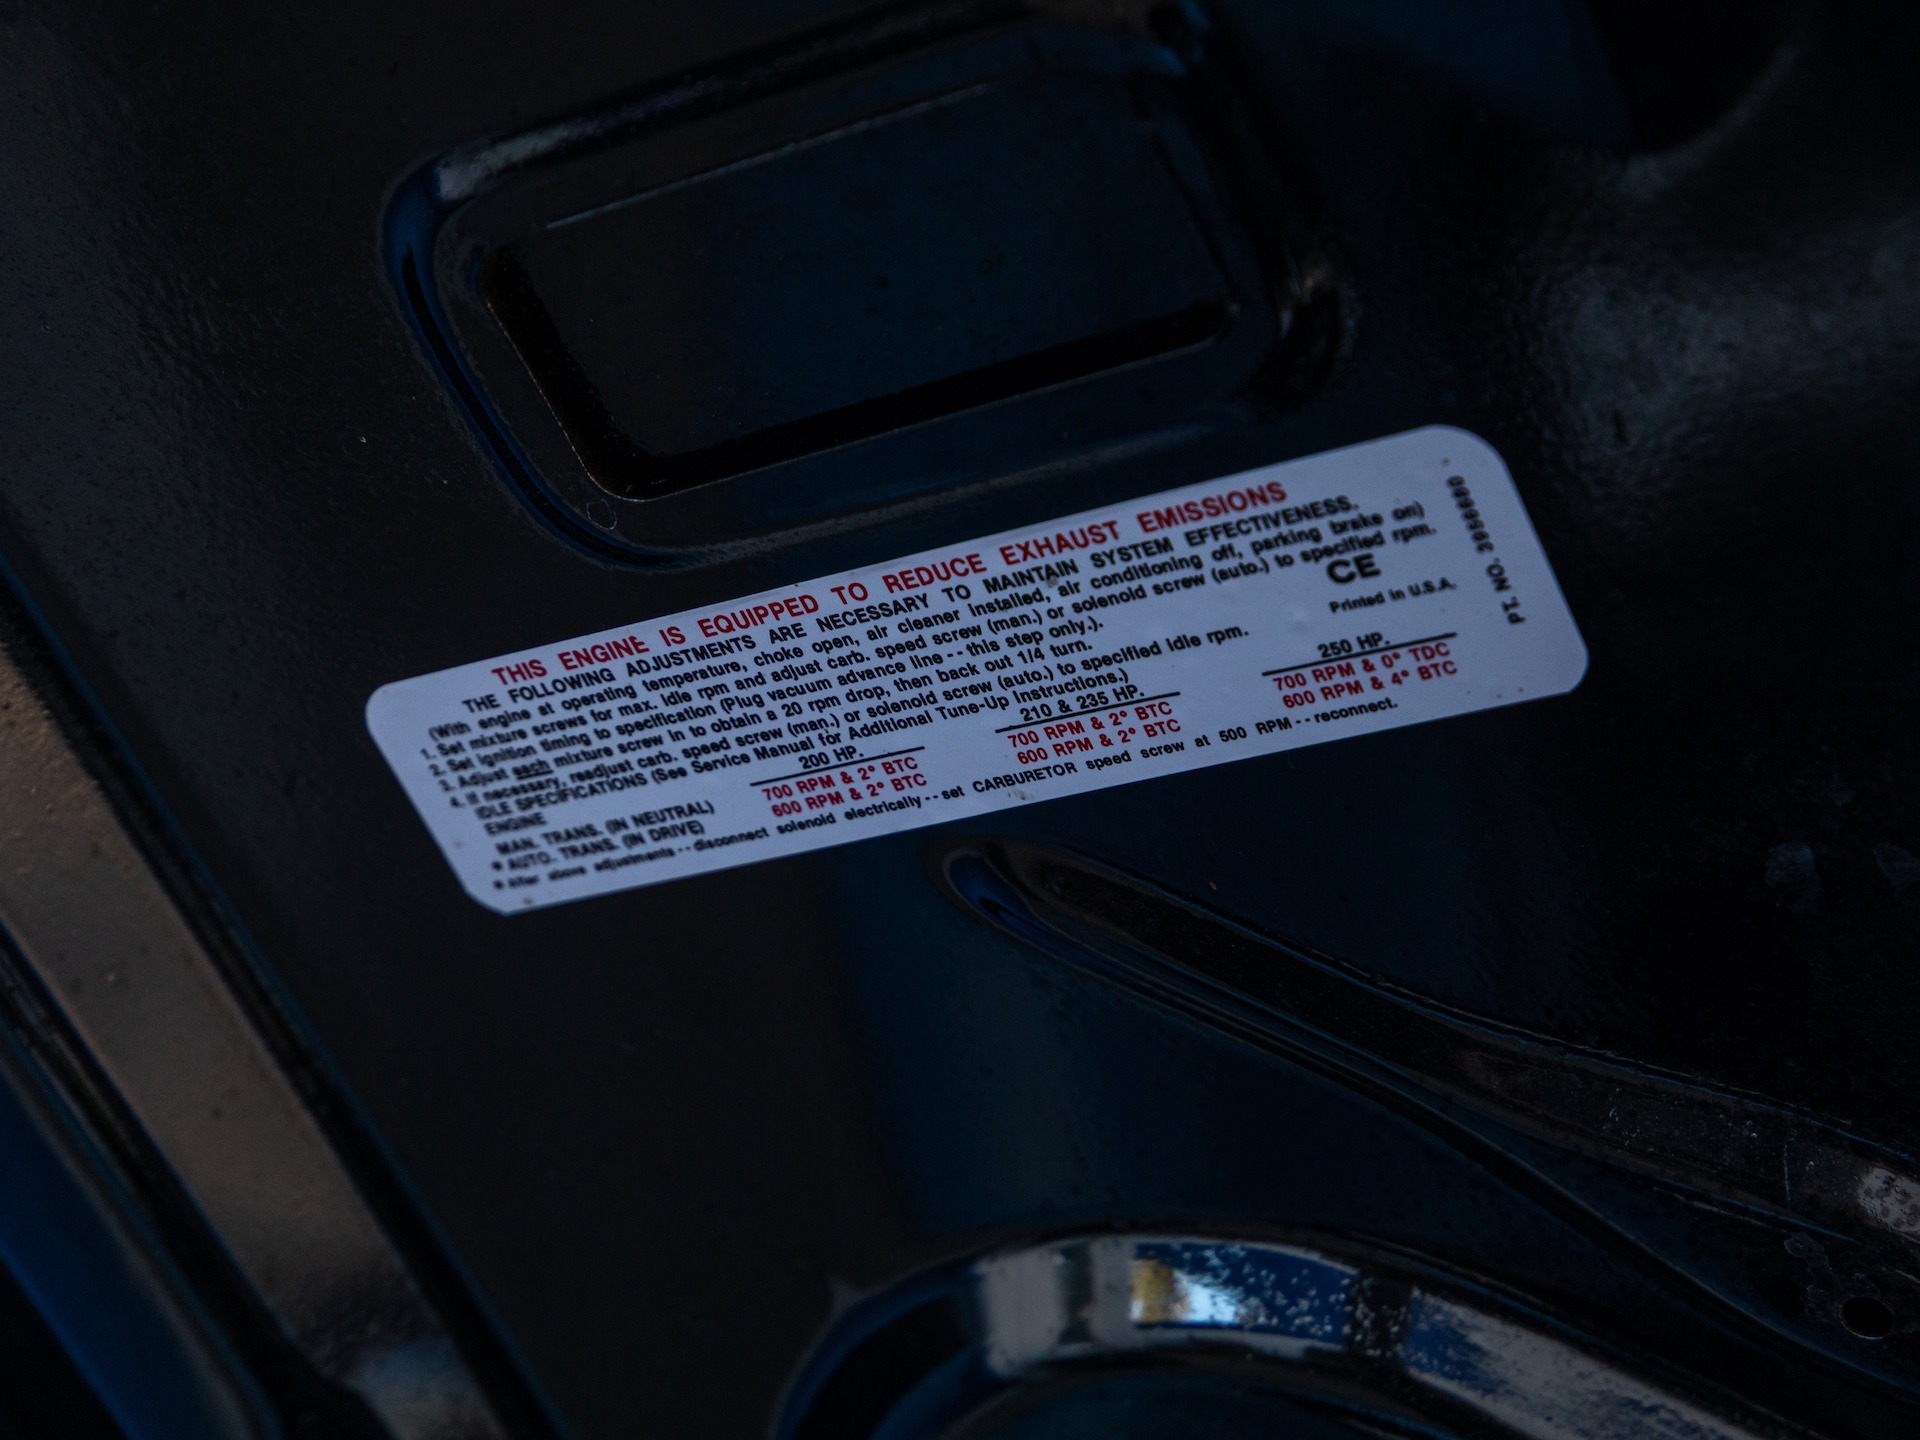 THIS ENGINE IS EQUIPPED TO REDUCE EXHAUST EMISSIONS
THE FOLLOWING ADJUSTMENTS ARE NECESSARY TO MAINTAIN SYSTEM EFFECTIVENESS.
(With engine at operating temperature, choke open, air cleaner installed, air conditioning off, parking brake on)
1. Set mixture screws for max. idle rpm and adjust carb. speed screw (man.) or solenoid screw (auto.) to specified rpm.
2. Set ignition timing to specification (Plug vacuum advance line -- this step only.).
3. Adjust each mixture screw in to obtain a 20 rpm drop, then back out 1/4 turn.
4. If necessary, readjust carb. speed screw (man.) or solenoid screw (auto.) to specified idle rpm.
IDLE SPECIFICATIONS (See Service Manual for Additional Tune-Up Instructions.)
CE
Printed in U.S.A.
ENGINE 200 HP. 210 & 235 HP. 250 HP.
MAN. TRANS. (IN NEUTRAL) 700 RPM & 2° BTC 700 RPM & 2° BTC 700 RPM & 0° TDC
* AUTO. TRANS. (IN DRIVE) 600 RPM & 2° BTC 600 RPM & 2° BTC 600 RPM & 4° BTC
* After above adjustments -- disconnect solenoid electrically -- set CARBURETOR speed screw at 500 RPM -- reconnect.
PT. NO.